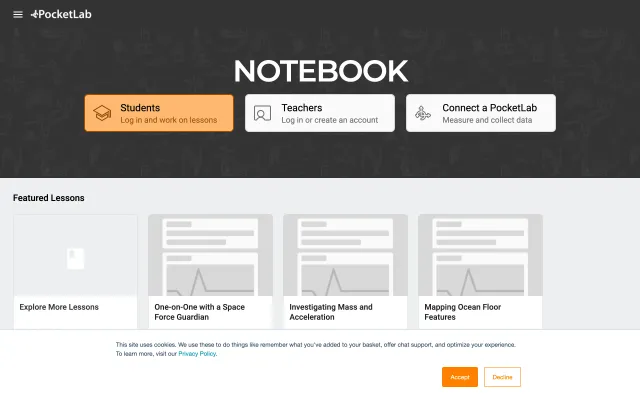 PocketLab
NOTEBOOK
Students
Log in and work on lessons
Teachers
Log in or create an account
Connect a PocketLab
Measure and collect data
Featured Lessons
Explore More Lessons
One-on-One with a Space
Force Guardian
Investigating Mass and
Acceleration
Mapping Ocean Floor
Features
This site uses cookies. We use these to do things like remember what you've added to your basket, offer chat support, and optimize your experience.
To learn more, visit our Privacy Policy.
Accept
Decline